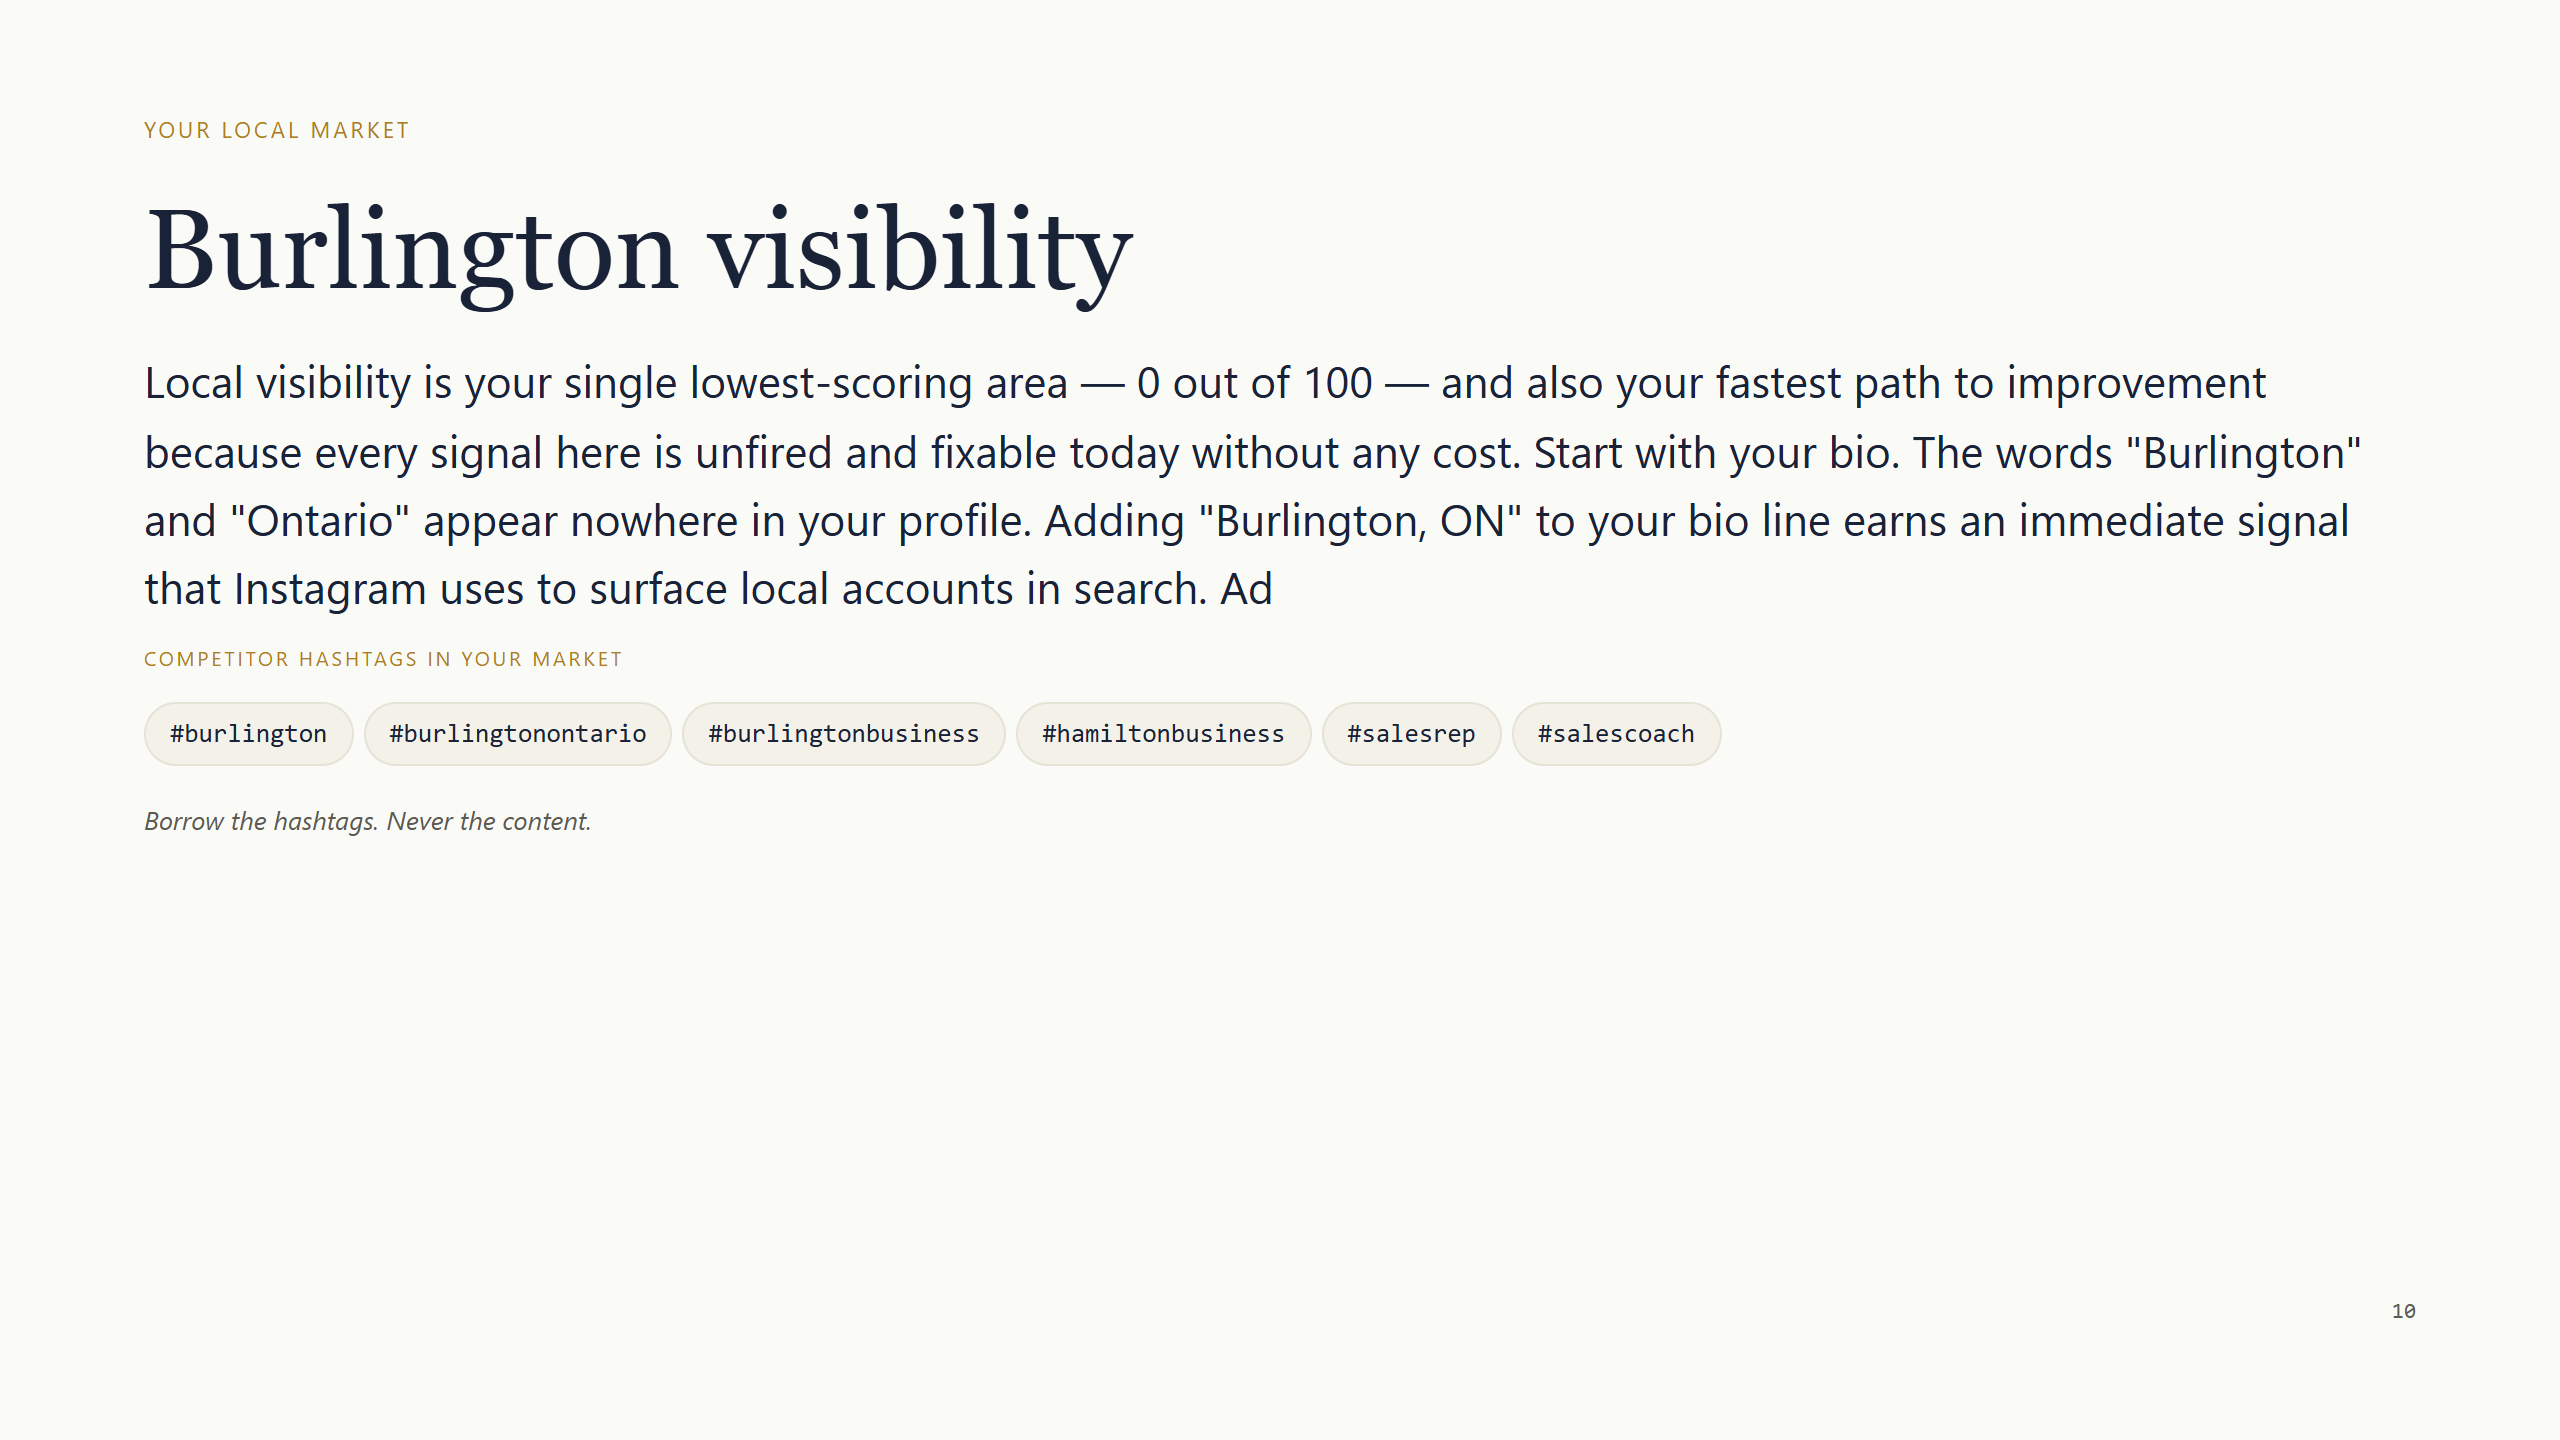 YOUR LOCAL MARKET
Burlington visibility
Local visibility is your single lowest-scoring area — 0 out of 100 — and also your fastest path to improvement
because every signal here is unfired and fixable today without any cost. Start with your bio. The words "Burlington"
and "Ontario" appear nowhere in your profile. Adding "Burlington, ON" to your bio line earns an immediate signal
that Instagram uses to surface local accounts in search. Ad
COMPETITOR HASHTAGS IN YOUR MARKET
#burlington #burlingtonontario #burlingtonbusiness #hamiltonbusiness #salesrep #salescoach
Borrow the hashtags. Never the content.
10